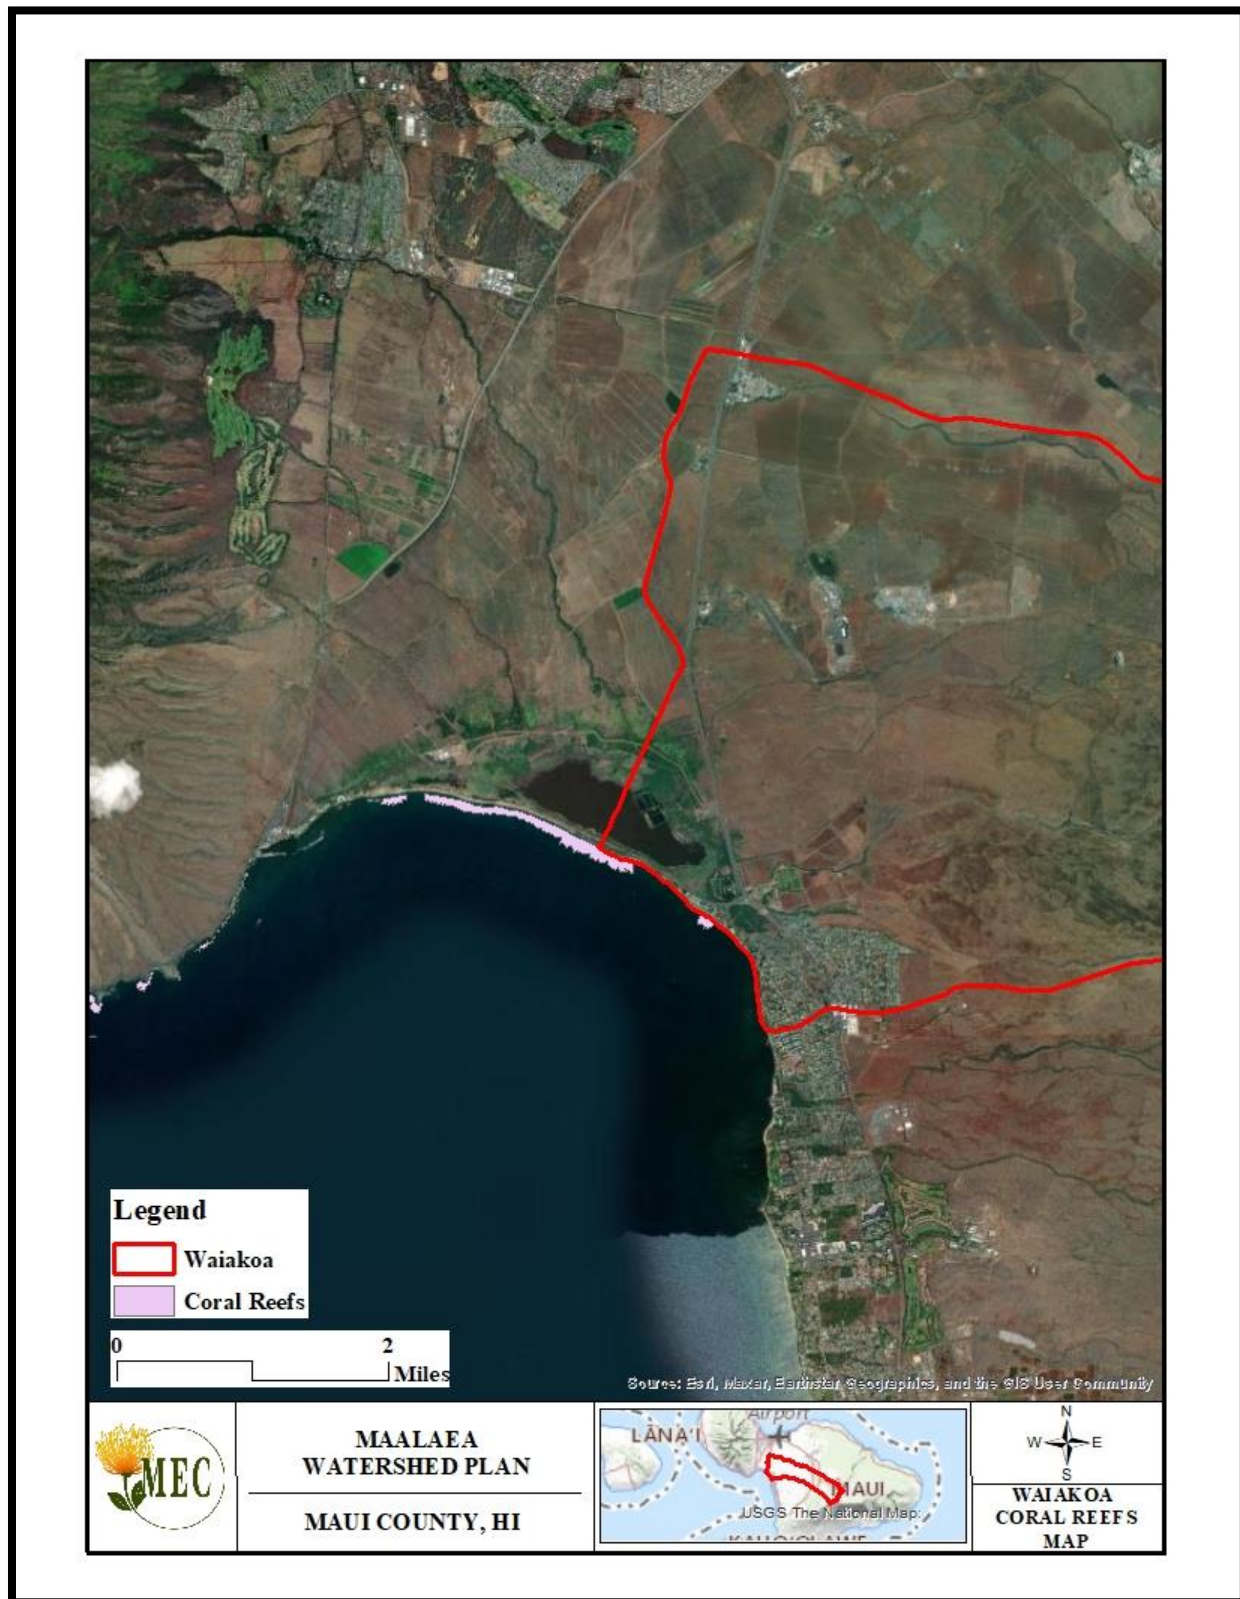 Legend
Waiakoa
Coral Reefs
0 2
Miles
Source: Esri, Maxar, Earthstar Geographics, and the GIS User Community
MEC
MAALAEA
WATERSHED PLAN
MAUI COUNTY, HI
Airport
LĀNAʻI
MAUI
USGS The National Map:
N
W E
S
WAIAKOA
CORAL REEFS
MAP